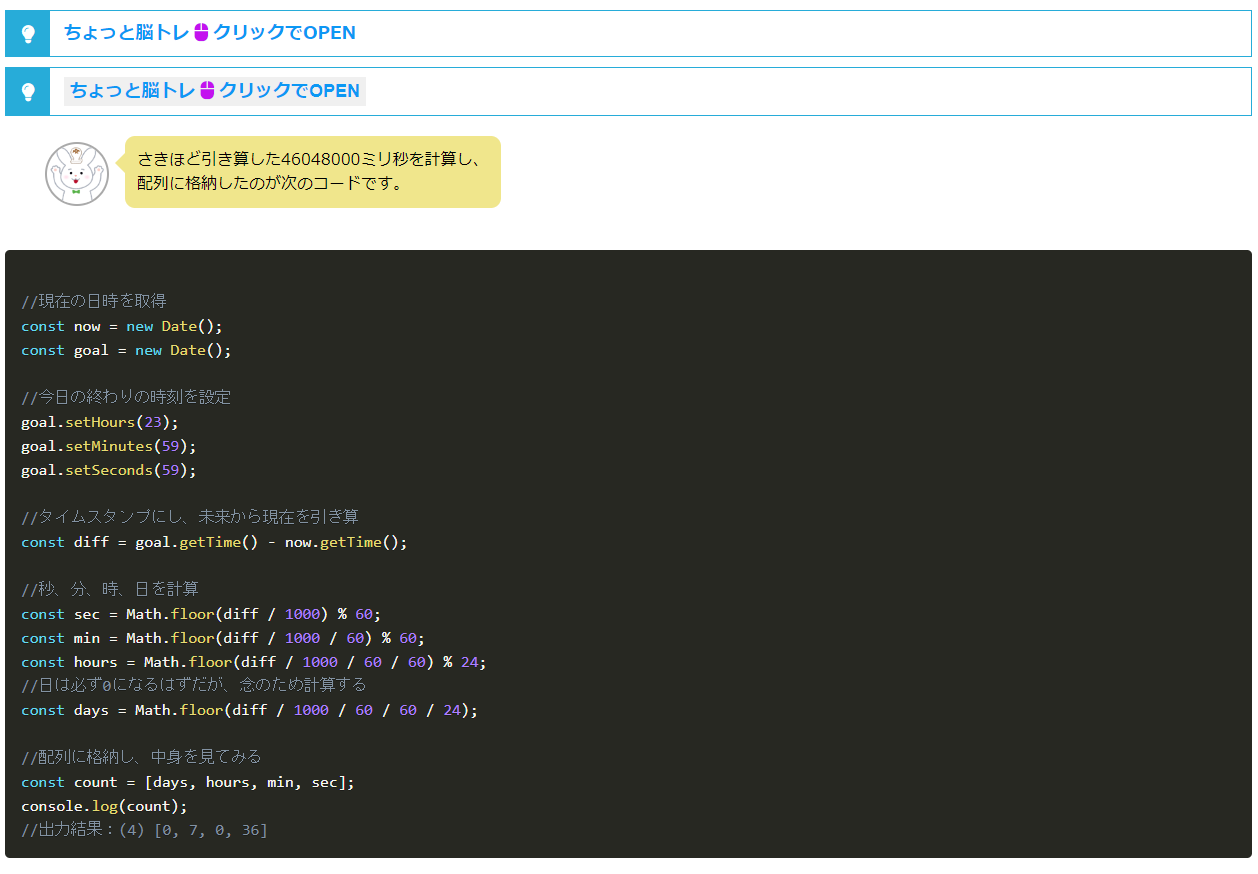 ちょっと脳トレクリックでOPEN
ちょっと脳トレクリックでOPEN
さきほど引き算した46048000ミリ秒を計算し、
配列に格納したのが次のコードです。
//現在の日時を取得
const now = new Date();
const goal = new Date();
//今日の終わりの時刻を設定
goal.setHours(23);
goal.setMinutes(59);
goal.setSeconds(59);
//タイムスタンプにし、未来から現在を引き算
const diff = goal.getTime() - now.getTime();
//秒、分、時、日を計算
const sec = Math.floor(diff / 1000) % 60;
const min = Math.floor(diff / 1000 / 60) % 60;
const hours = Math.floor(diff / 1000 / 60 / 60) % 24;
//日は必ず0になるはずだが、念のため計算する
const days = Math.floor(diff / 1000 / 60 / 60 / 24);
//配列に格納し、中身を見てみる
const count = [days, hours, min, sec];
console.log(count);
//出力結果：(4) [0, 7, 0, 36]